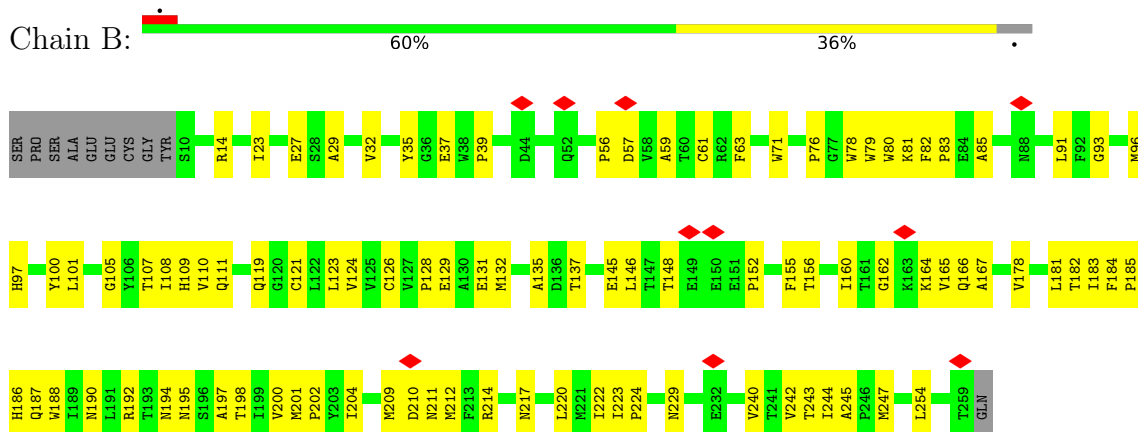 Chain B:
60% 36%
SER PRO SER ALA GLU GLU CYS GLY TYR S10 R14 I23 E27 S28 A29 V32 Y35 G36 E37 W38 P39 D44 Q52 P56 D57 V58 A59 T60 C61 R62 F63 W71 P76 G77 W78 W79 W80 K81 F82 P83 E84 A85 N88 L91 F92 G93 M96
H97 Y100 L101 G105 Y106 T107 I108 H109 V110 Q111 Q119 G120 C121 L122 L123 V124 V125 C126 V127 P128 E129 A130 E131 M132 A135 D136 T137 E145 L146 T147 T148 E149 E150 E151 P152 F155 T156 I160 T161 G162 K163 K164 V165 Q166 A167 V178 L181 T182 I183 F184 P185
H186 Q187 W188 I189 N190 L191 R192 T193 N194 N195 S196 A197 T198 I199 V200 M201 P202 Y203 I204 M209 D210 N211 M212 F213 R214 N217 L220 M221 I222 I223 P224 N229 E232 V240 T241 V242 T243 I244 A245 P246 M247 L254 T259 GLN